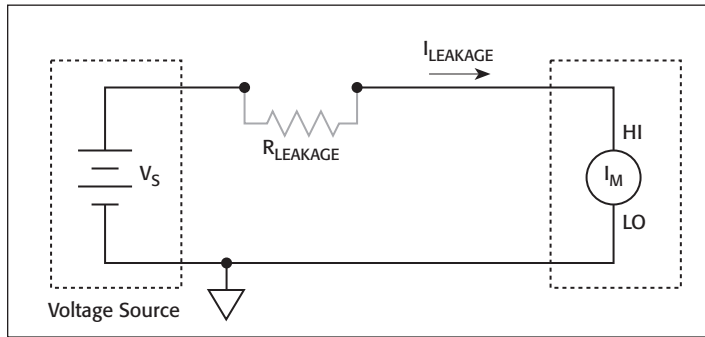 I_LEAKAGE
R_LEAKAGE
V_S
HI
I_M
LO
Voltage Source